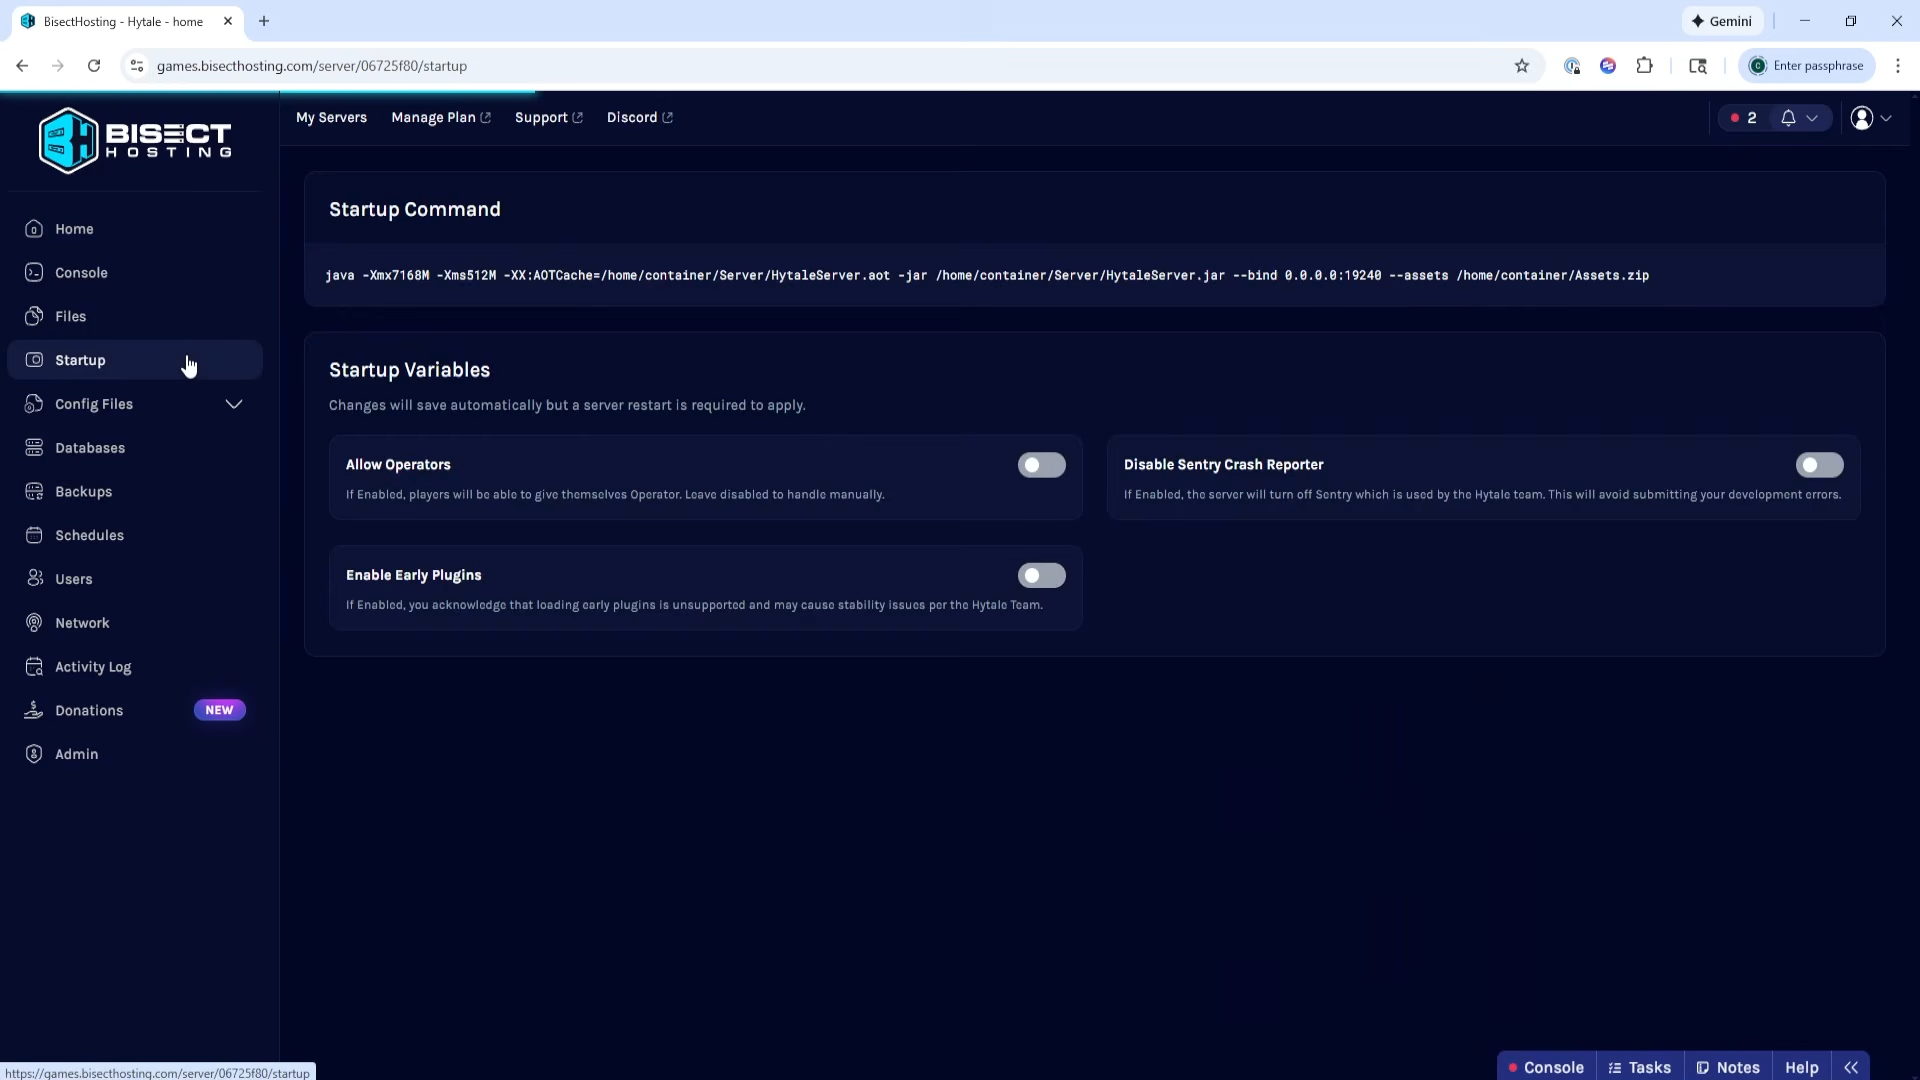 BisectHosting - Hytale - home
Gemini
games.bisecthosting.com/server/06725f80/startup
Enter passphrase
BISECT
HOSTING
My Servers
Manage Plan
Support
Discord
2
Home
Console
Files
Startup
Config Files
Databases
Backups
Schedules
Users
Network
Activity Log
Donations
NEW
Admin
Startup Command
java -Xmx7168M -Xms512M -XX:AOTCache=/home/container/Server/HytaleServer.aot -jar /home/container/Server/HytaleServer.jar --bind 0.0.0.0:19240 --assets /home/container/Assets.zip
Startup Variables
Changes will save automatically but a server restart is required to apply.
Allow Operators
If Enabled, players will be able to give themselves Operator. Leave disabled to handle manually.
Disable Sentry Crash Reporter
If Enabled, the server will turn off Sentry which is used by the Hytale team. This will avoid submitting your development errors.
Enable Early Plugins
If Enabled, you acknowledge that loading early plugins is unsupported and may cause stability issues per the Hytale Team.
https://games.bisecthosting.com/server/06725f80/startup
Console
Tasks
Notes
Help